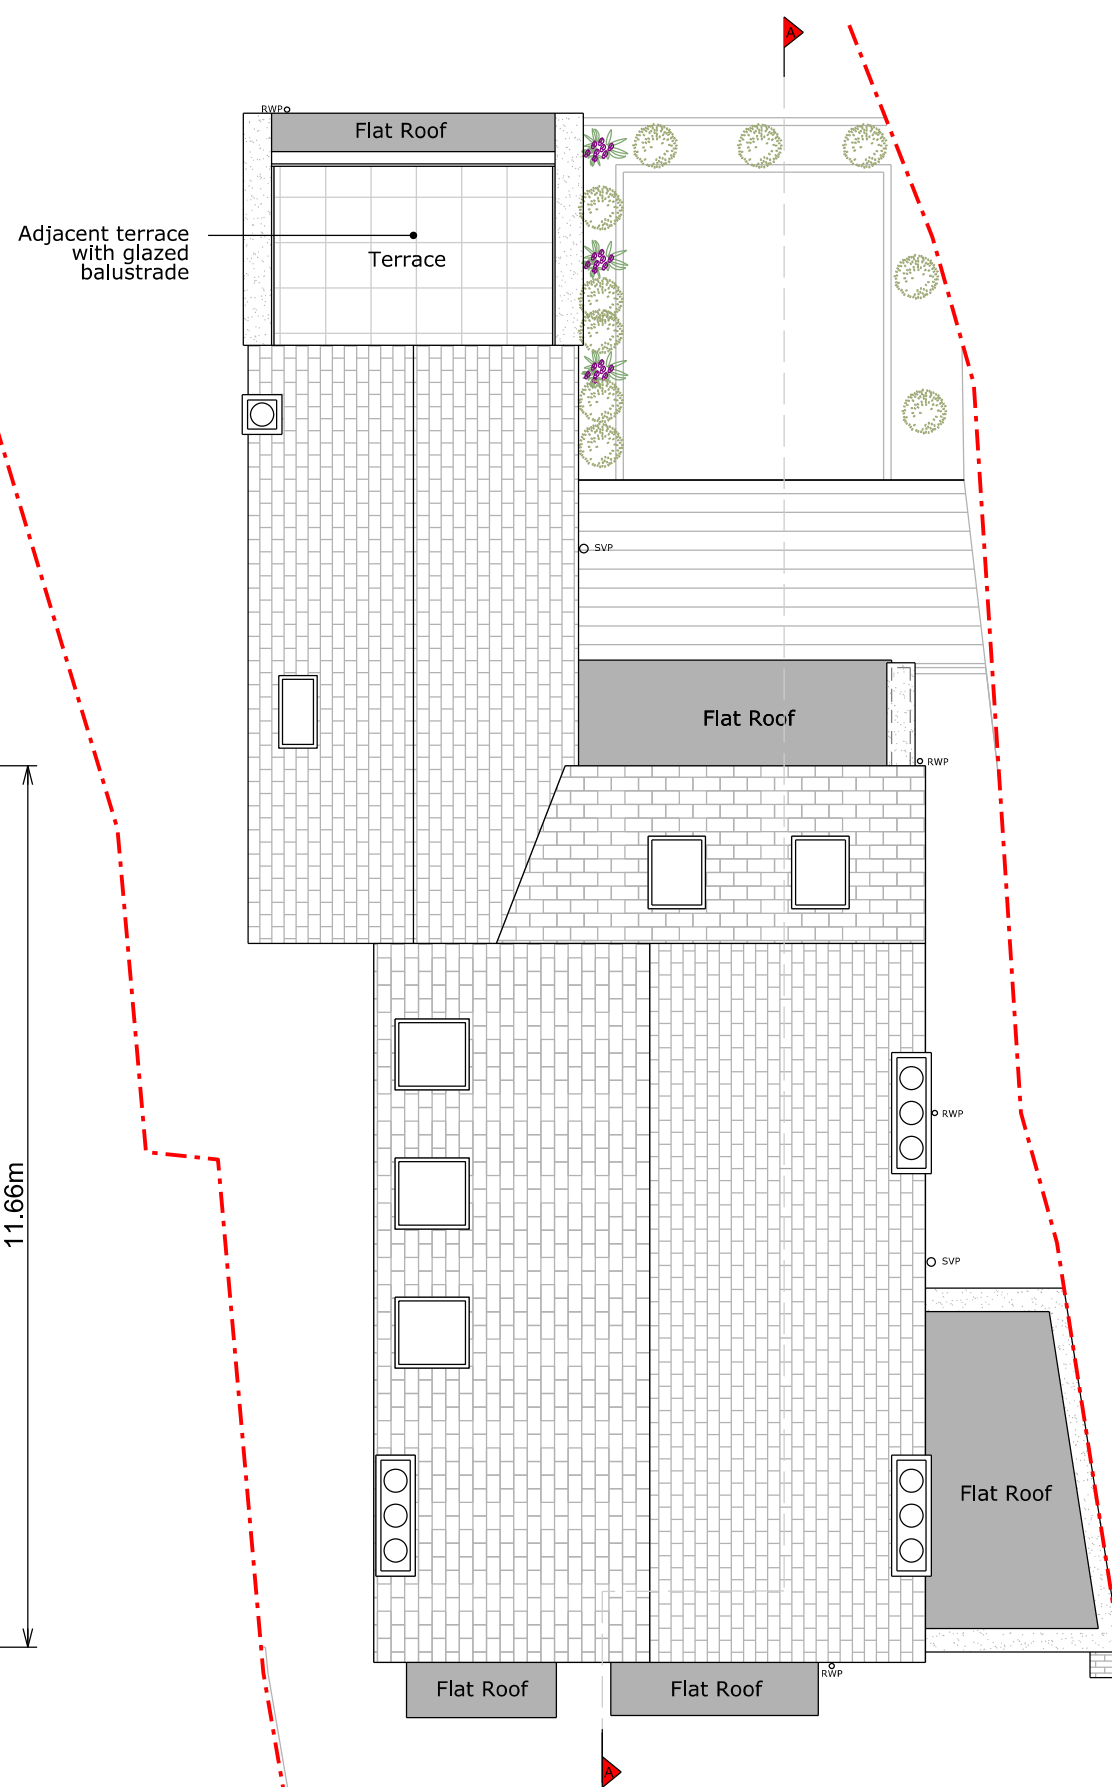 A
RWP
Flat Roof
Adjacent terrace
with glazed
balustrade
Terrace
SVP
Flat Roof
RWP
RWP
11.66m
SVP
Flat Roof
RWP
Flat Roof
Flat Roof
A